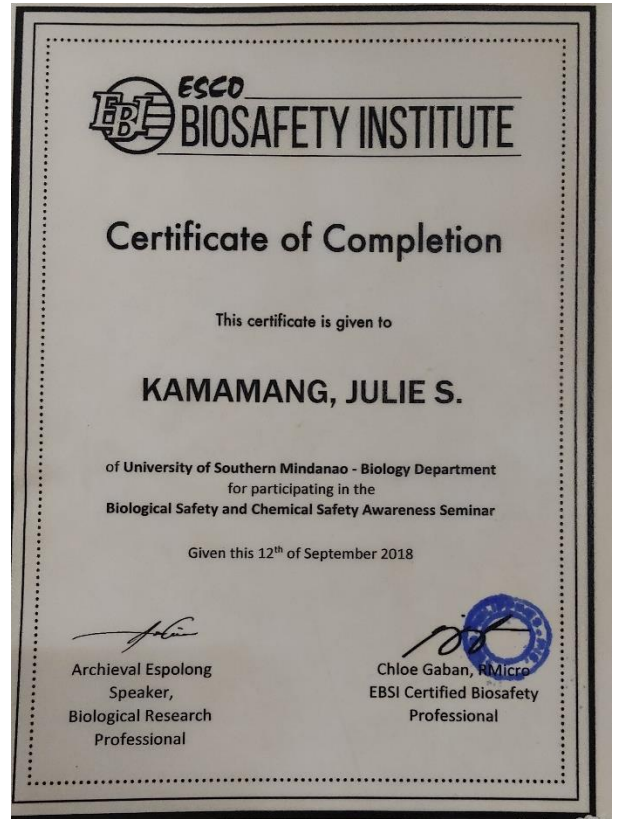 ESCO
EBI BIOSAFETY INSTITUTE
Certificate of Completion
This certificate is given to
KAMAMANG, JULIE S.
of University of Southern Mindanao - Biology Department
for participating in the
Biological Safety and Chemical Safety Awareness Seminar
Given this 12th of September 2018
Archieval Espolong
Speaker,
Biological Research
Professional
Chloe Gaban, RMicro
EBSI Certified Biosafety
Professional